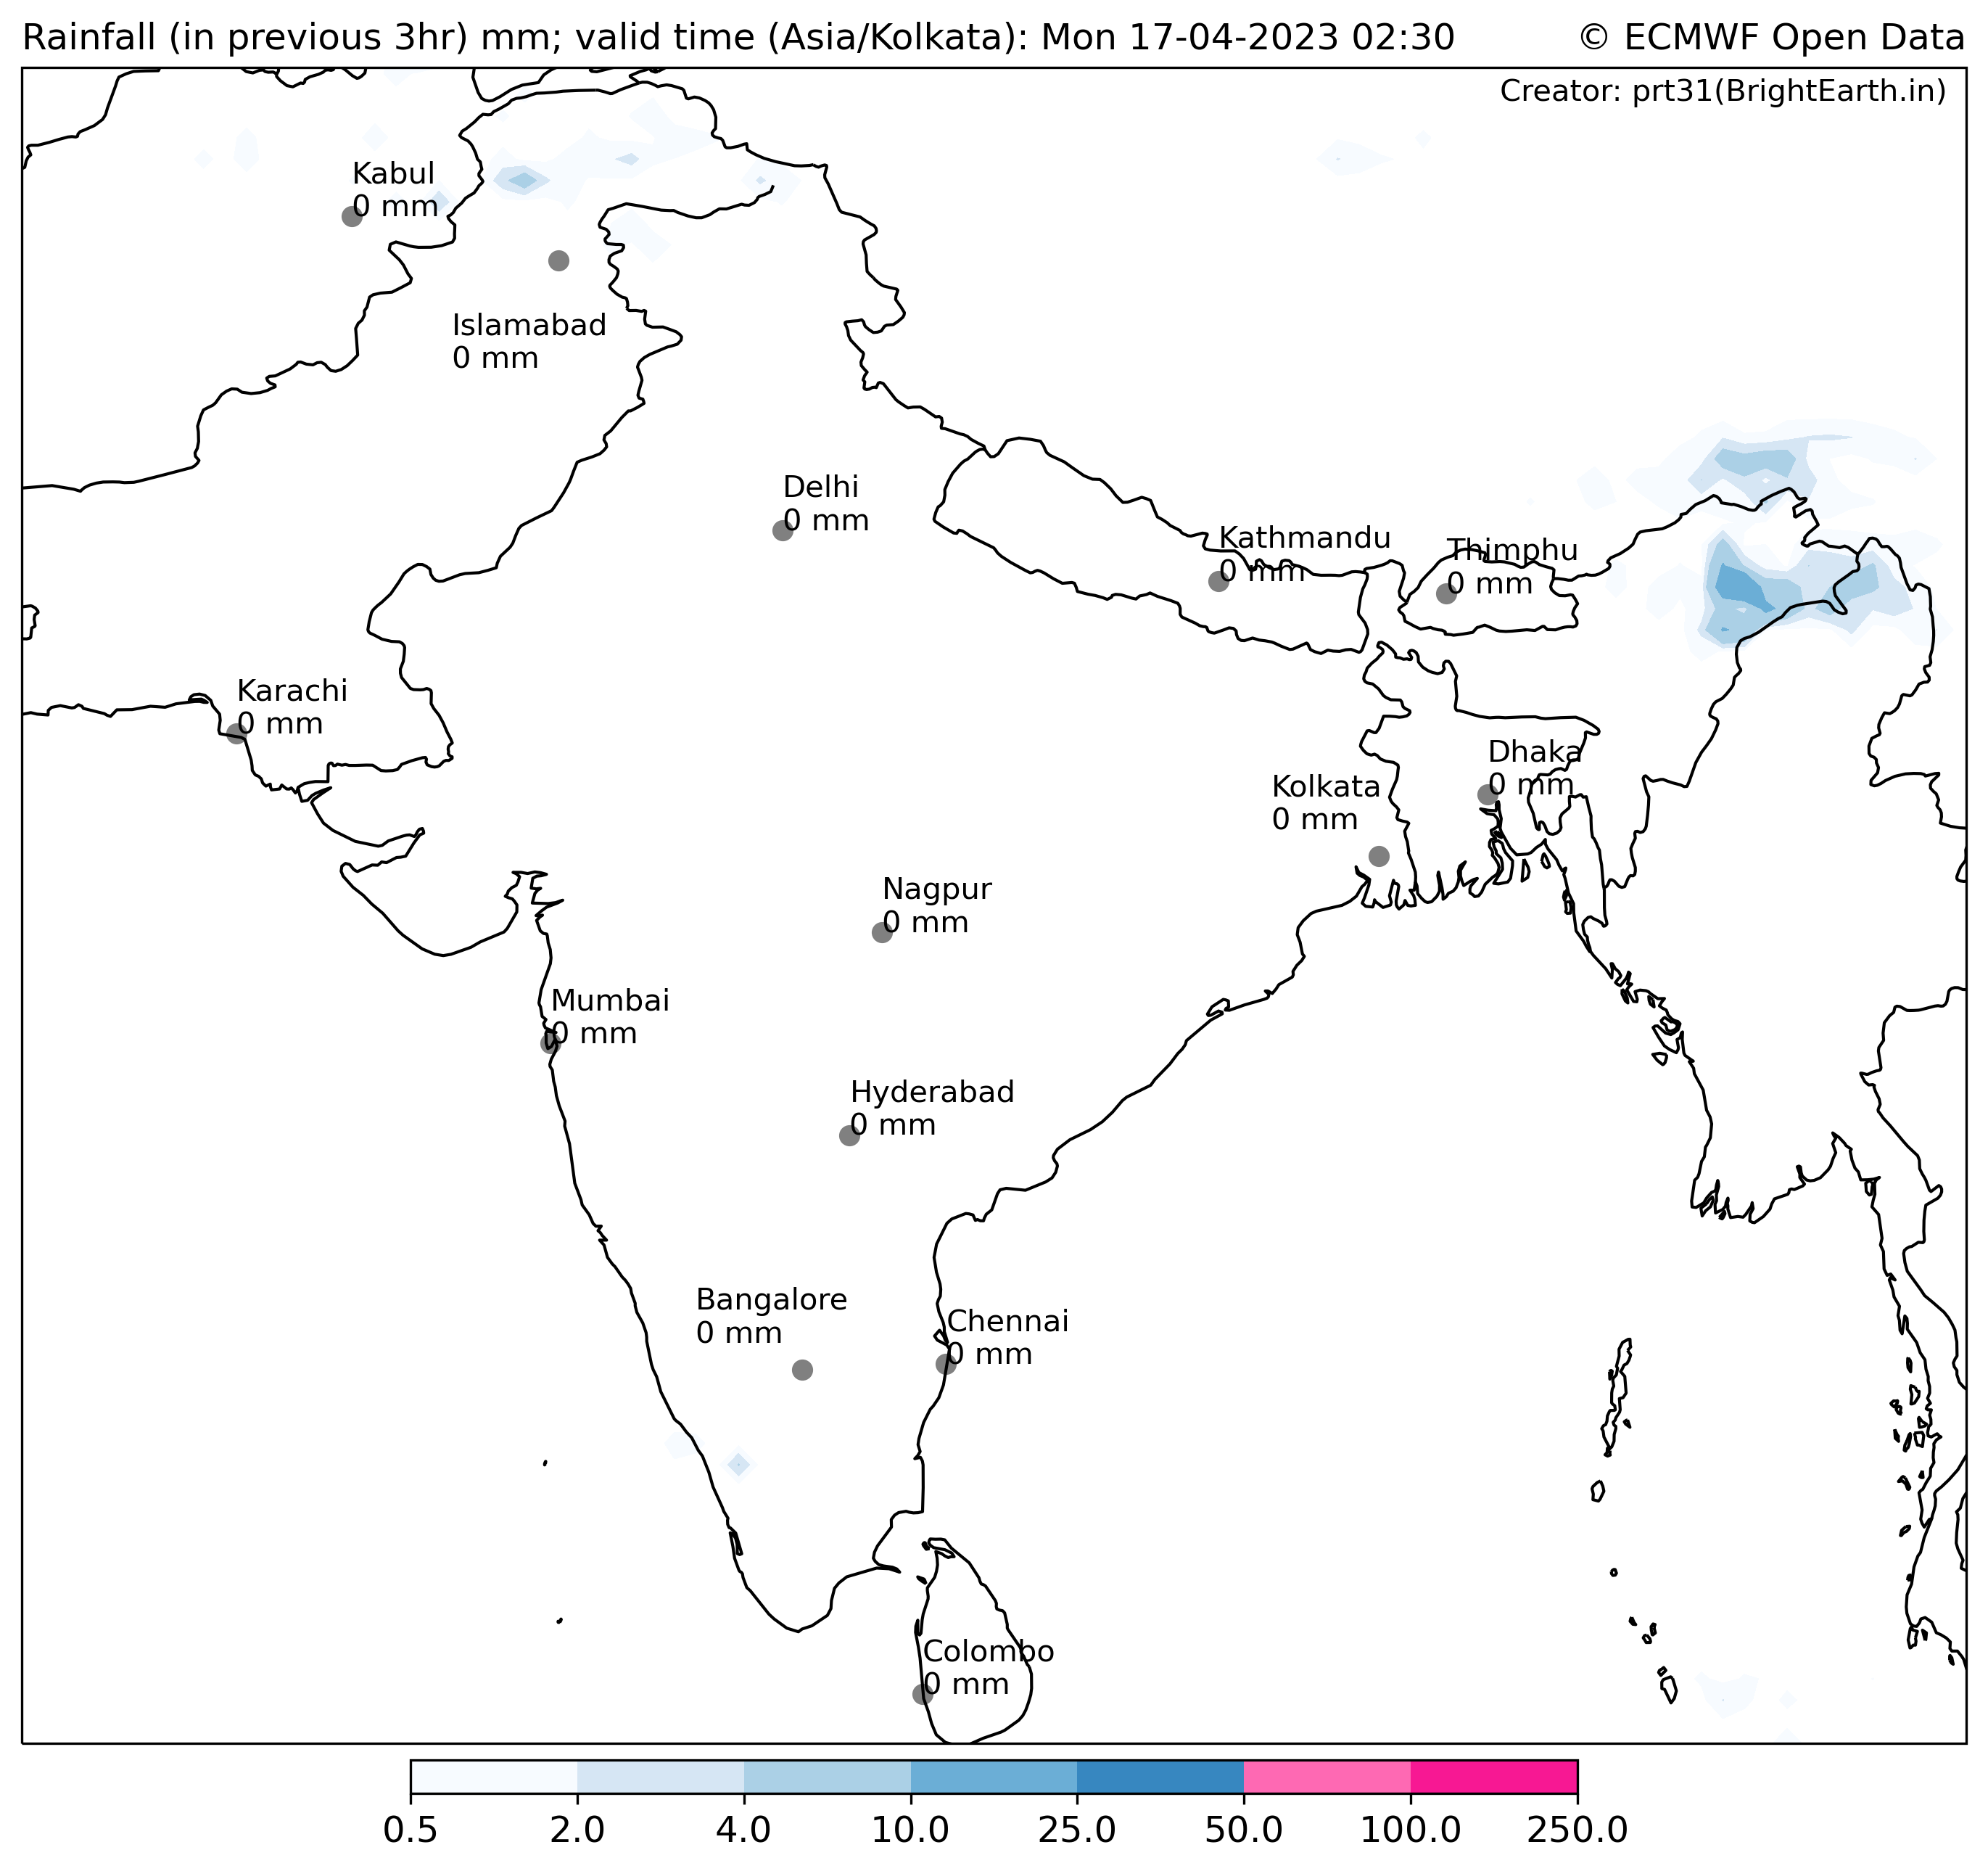 Rainfall (in previous 3hr) mm; valid time (Asia/Kolkata): Mon 17-04-2023 02:30
© ECMWF Open Data
Creator: prt31(BrightEarth.in)
Kabul
0 mm
Islamabad
0 mm
Delhi
0 mm
Kathmandu
0 mm
Thimphu
0 mm
Karachi
0 mm
Dhaka
0 mm
Kolkata
0 mm
Nagpur
0 mm
Mumbai
0 mm
Hyderabad
0 mm
Bangalore
0 mm
Chennai
0 mm
Colombo
0 mm
0.5 2.0 4.0 10.0 25.0 50.0 100.0 250.0